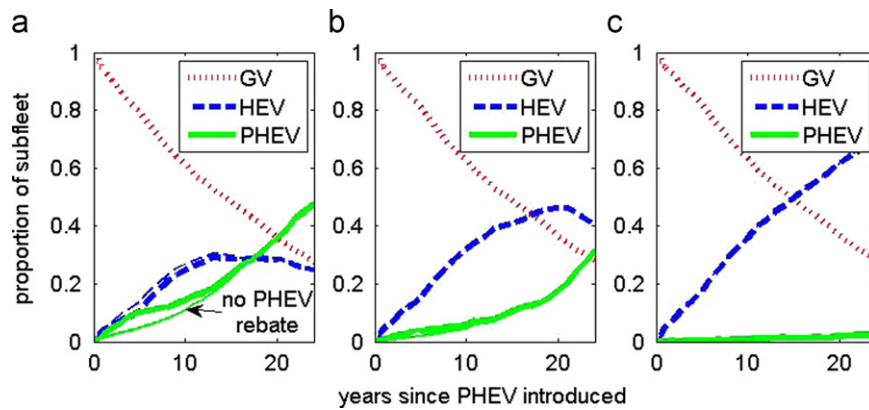 a
b
c
proportion of subfleet
1
0.8
0.6
0.4
0.2
0
0
10
20
GV
HEV
PHEV
no PHEV
rebate
1
0.8
0.6
0.4
0.2
0
0
10
20
GV
HEV
PHEV
1
0.8
0.6
0.4
0.2
0
0
10
20
GV
HEV
PHEV
years since PHEV introduced